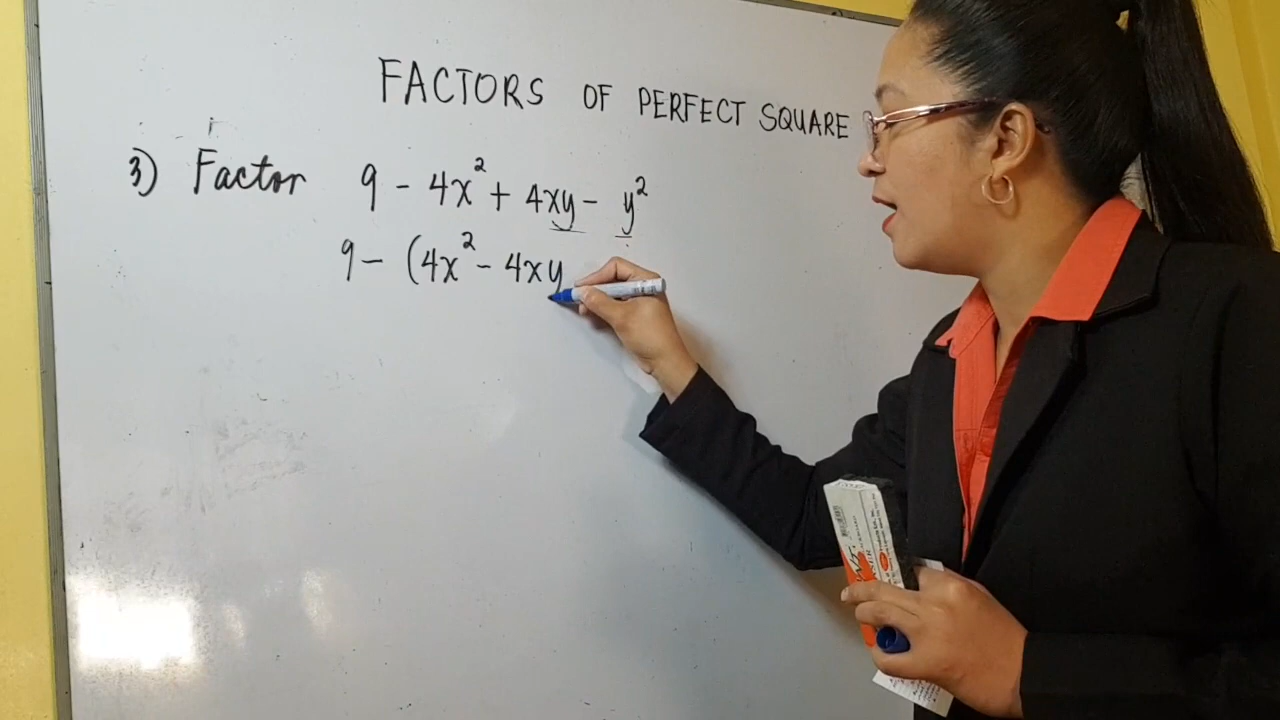 FACTORS OF PERFECT SQUARE
3) Factor 9 - 4x² + 4xy - y²
9 - (4x² - 4xy